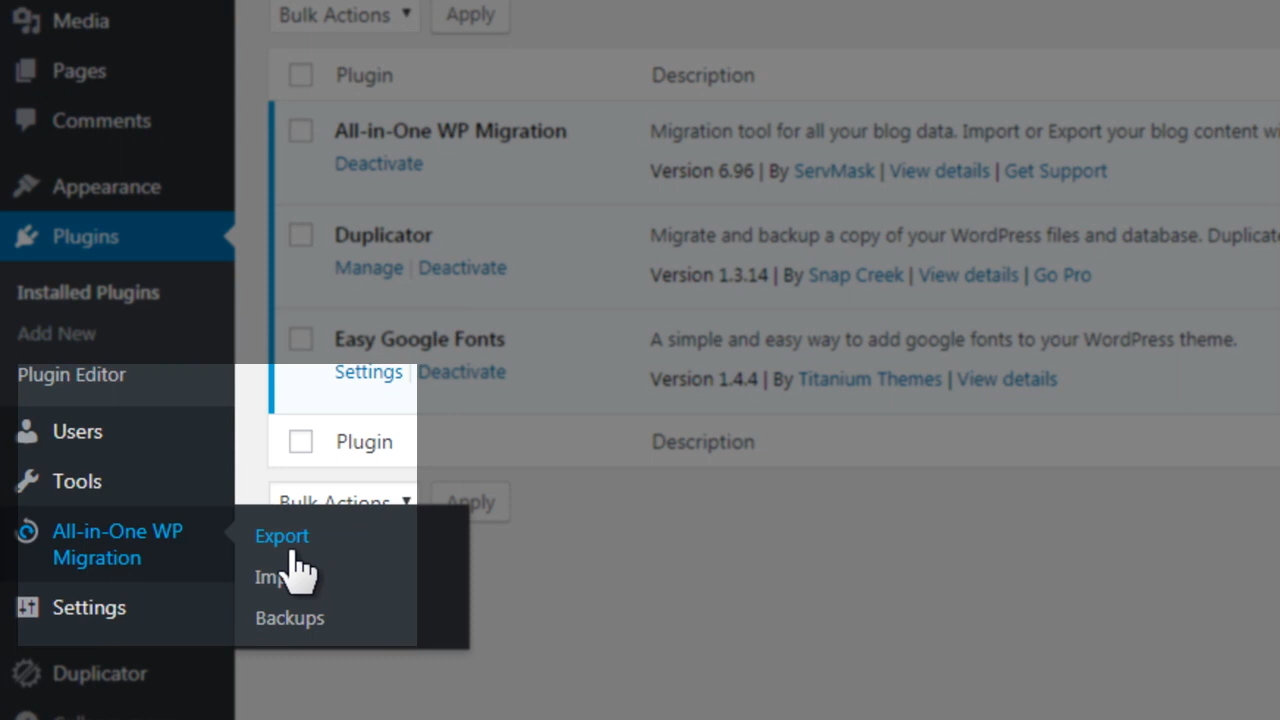 Media
Pages
Comments
Appearance
Plugins
Installed Plugins
Add New
Plugin Editor
Users
Tools
All-in-One WP
Migration
Settings
Duplicator
Bulk Actions ▼ Apply
Plugin Description
All-in-One WP Migration Migration tool for all your blog data. Import or Export your blog content
Deactivate Version 6.96 | By ServMask | View details | Get Support
Duplicator Migrate and backup a copy of your WordPress files and database.
Manage | Deactivate Version 1.3.14 | By Snap Creek | View details | Go Pro
Easy Google Fonts A simple and easy way to add google fonts to your WordPress theme.
Settings | Deactivate Version 1.4.4 | By Titanium Themes | View details
Plugin Description
Bulk Actions ▼ Apply
Export
Backups